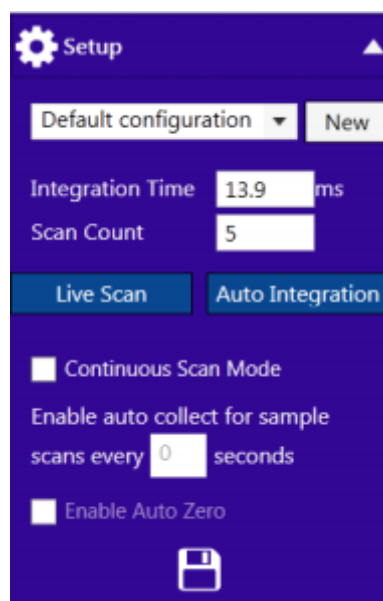 Setup
Default configuration New
Integration Time 13.9 ms
Scan Count 5
Live Scan Auto Integration
Continuous Scan Mode
Enable auto collect for sample
scans every 0 seconds
Enable Auto Zero